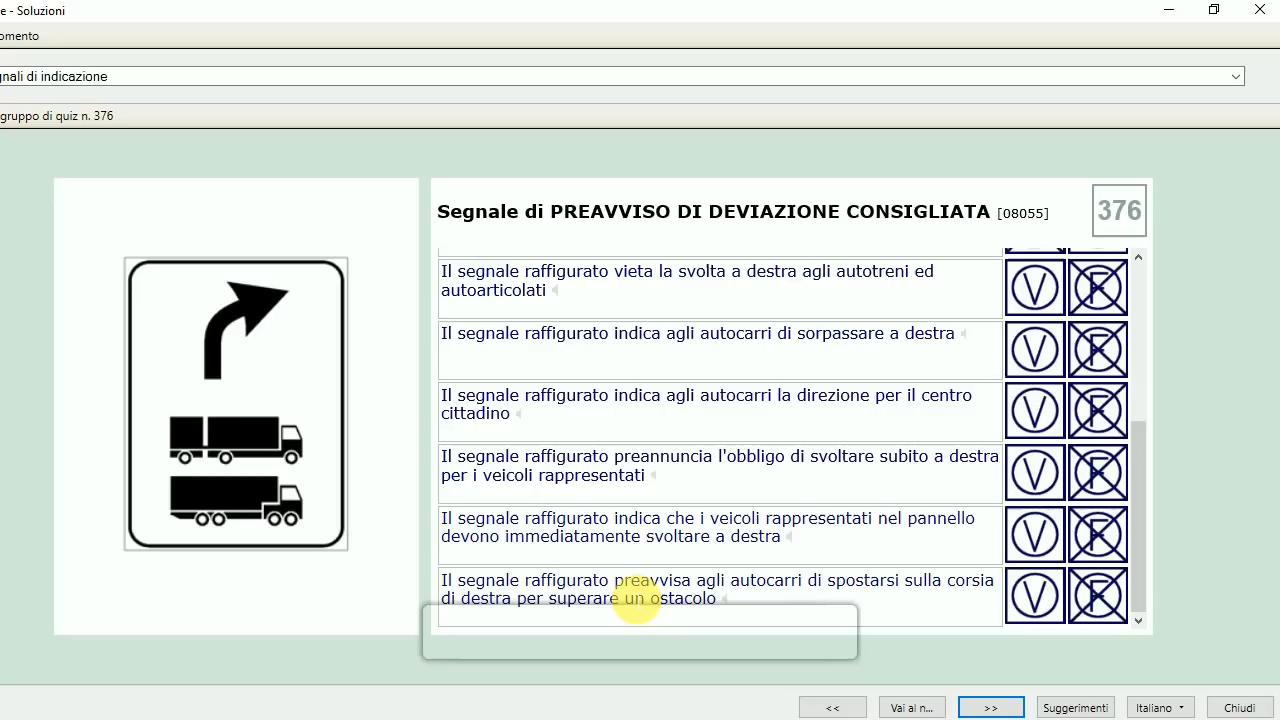 e - Soluzioni
omento
gnali di indicazione
gruppo di quiz n. 376
Segnale di PREAVVISO DI DEVIAZIONE CONSIGLIATA [08055]
376
Il segnale raffigurato vieta la svolta a destra agli autotreni ed
autoarticolati
V F
Il segnale raffigurato indica agli autocarri di sorpassare a destra
V F
Il segnale raffigurato indica agli autocarri la direzione per il centro
cittadino
V F
Il segnale raffigurato preannuncia l'obbligo di svoltare subito a destra
per i veicoli rappresentati
V F
Il segnale raffigurato indica che i veicoli rappresentati nel pannello
devono immediatamente svoltare a destra
V F
Il segnale raffigurato preavvisa agli autocarri di spostarsi sulla corsia
di destra per superare un ostacolo
V F
<< Vai al n... >> Suggerimenti Italiano Chiudi